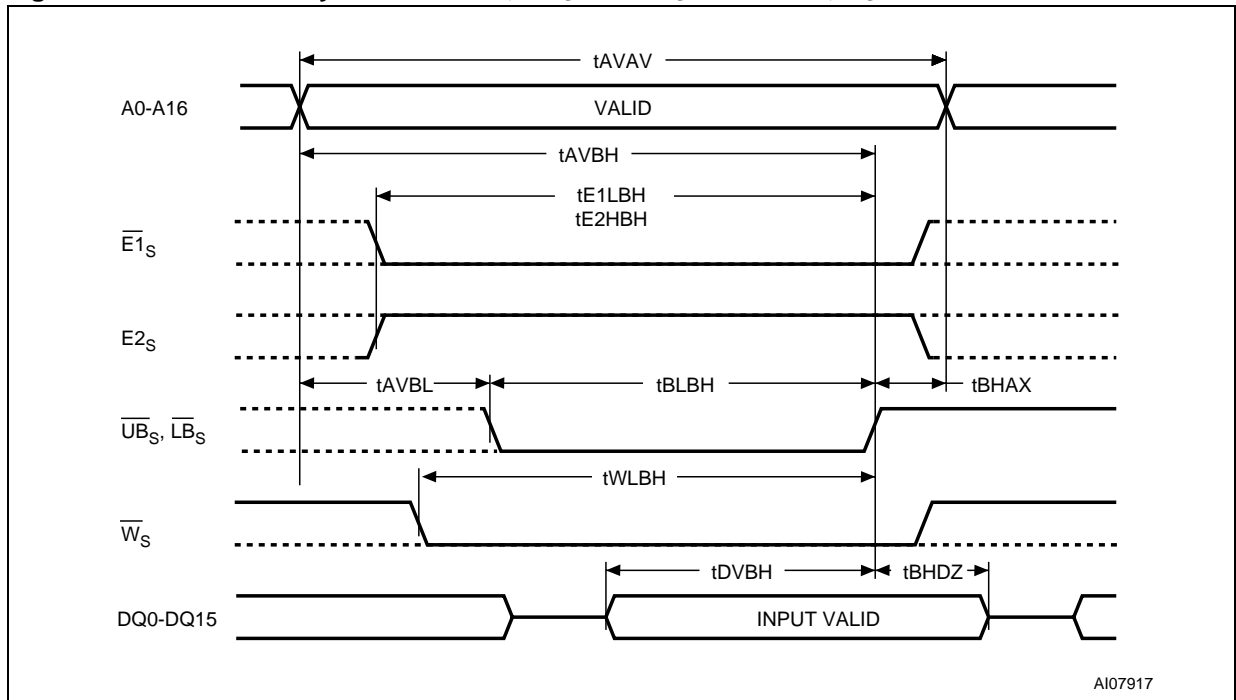 tAVAV
A0-A16
VALID
tAVBH
tE1LBH
tE2HBH
E1S
E2S
tAVBL
tBLBH
tBHAX
UBS, LBS
tWLBH
WS
tDVBH
tBHDZ
DQ0-DQ15
INPUT VALID
AI07917